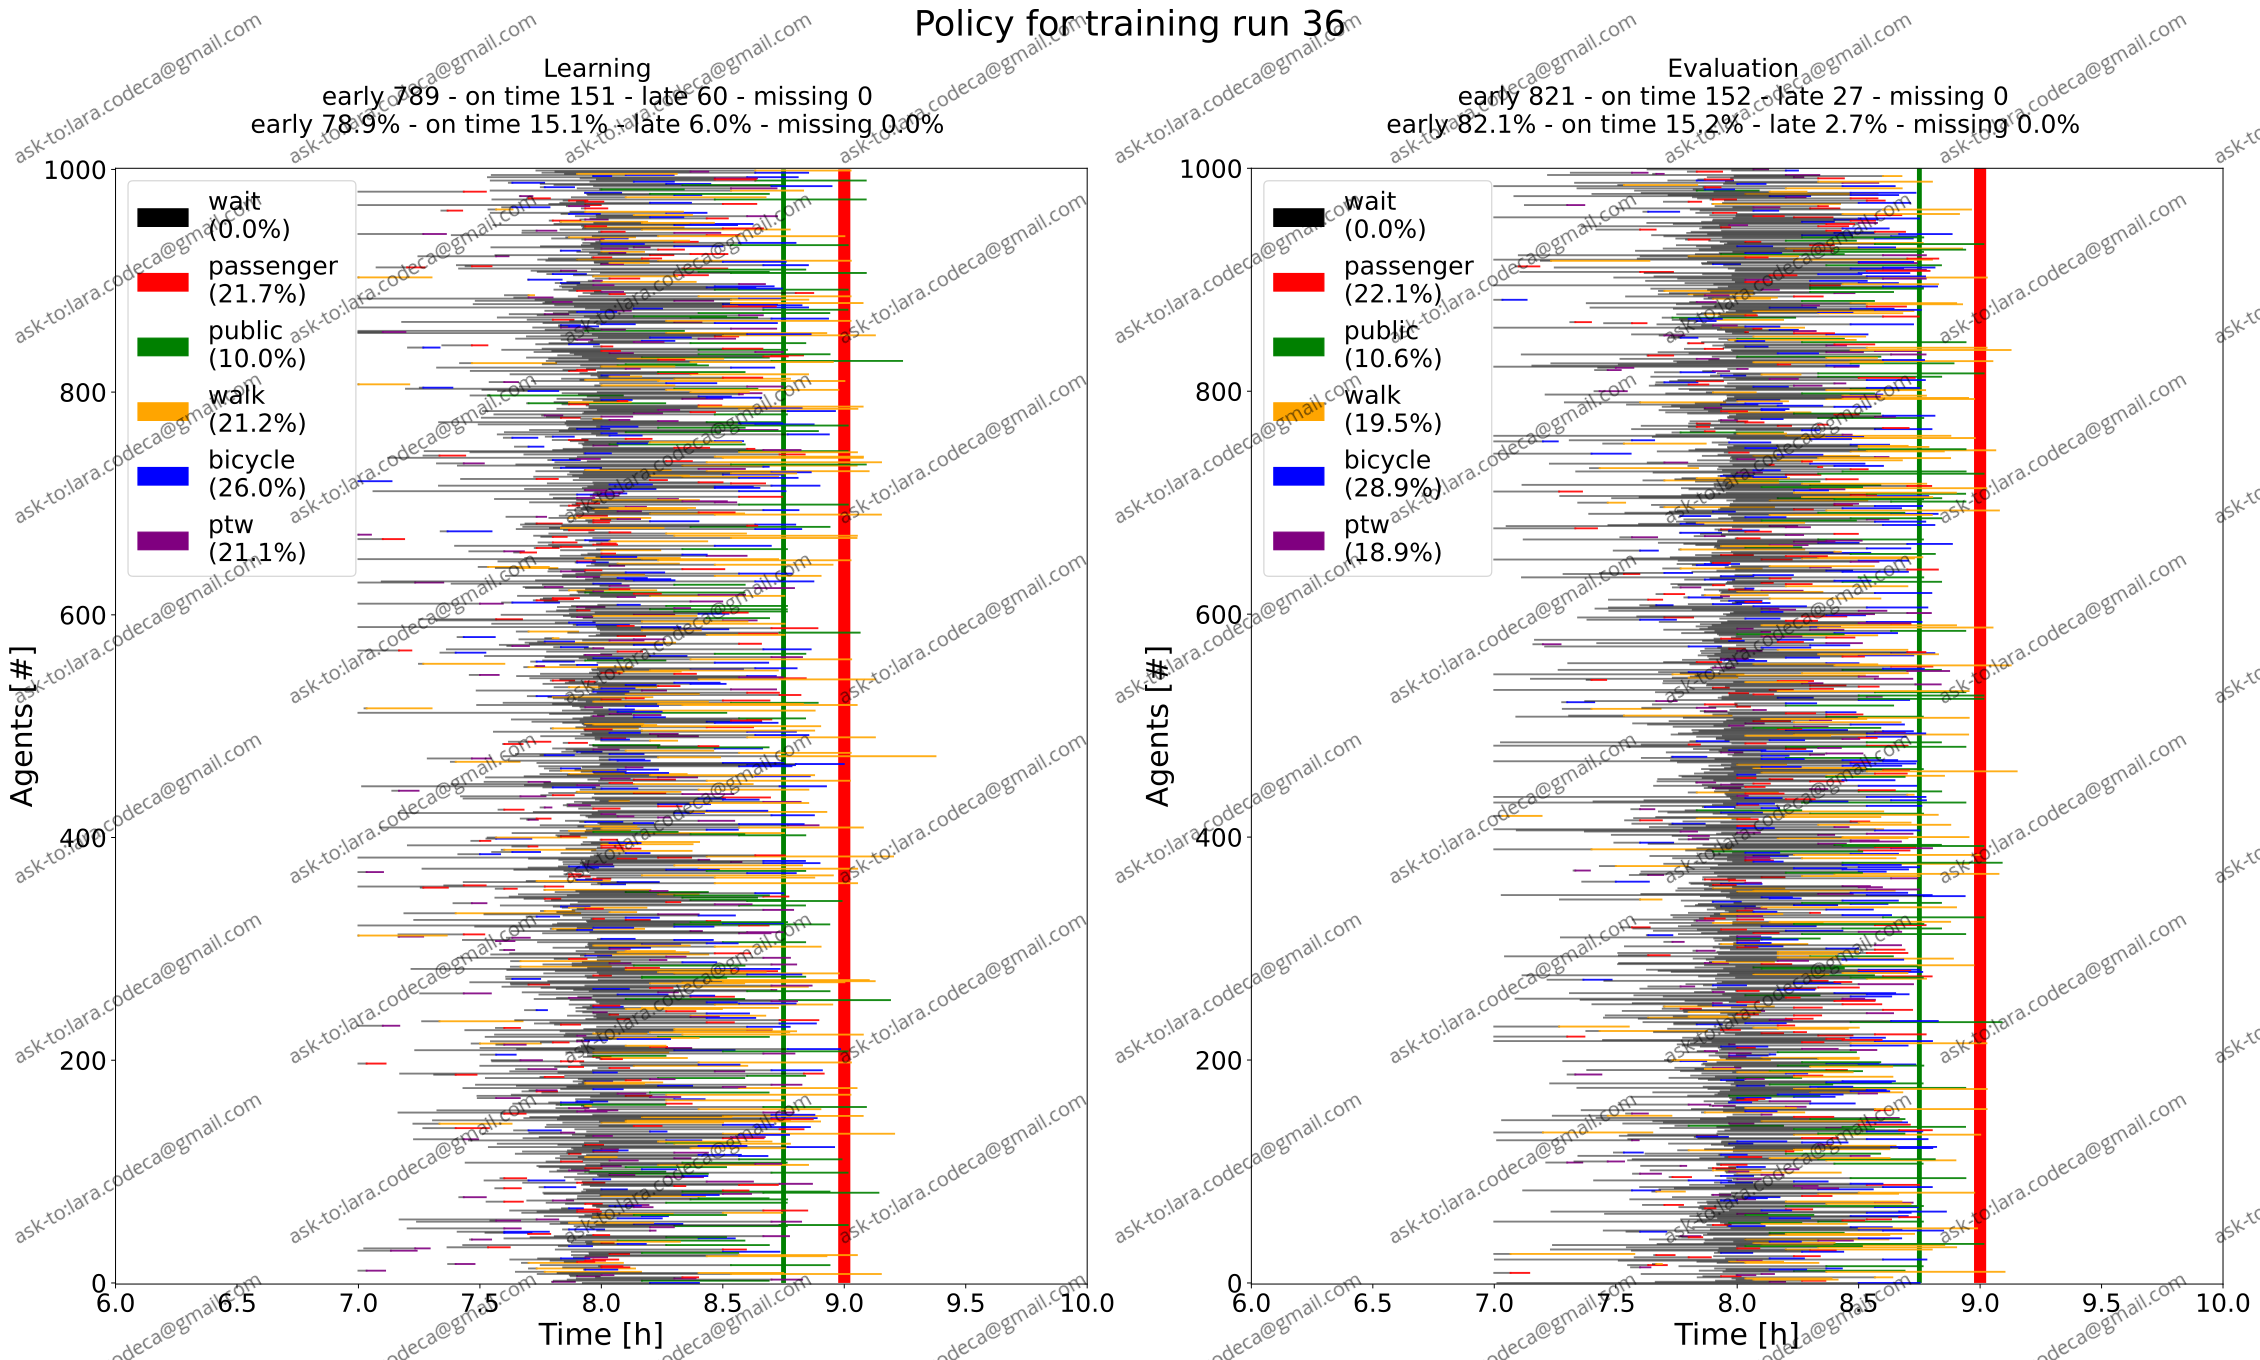 Policy for training run 36
Learning
early 789 - on time 151 - late 60 - missing 0
early 78.9% - on time 15.1% - late 6.0% - missing 0.0%
1000
800
600
400
200
0
Agents [#]
wait
(0.0%)
passenger
(21.7%)
public
(10.0%)
walk
(21.2%)
bicycle
(26.0%)
ptw
(21.1%)
6.0 6.5 7.0 7.5 8.0 8.5 9.0 9.5 10.0
Time [h]
Evaluation
early 821 - on time 152 - late 27 - missing 0
early 82.1% - on time 15.2% - late 2.7% - missing 0.0%
1000
800
600
400
200
0
Agents [#]
wait
(0.0%)
passenger
(22.1%)
public
(10.6%)
walk
(19.5%)
bicycle
(28.9%)
ptw
(18.9%)
6.0 6.5 7.0 7.5 8.0 8.5 9.0 9.5 10.0
Time [h]
ask-to:lara.codeca@gmail.com